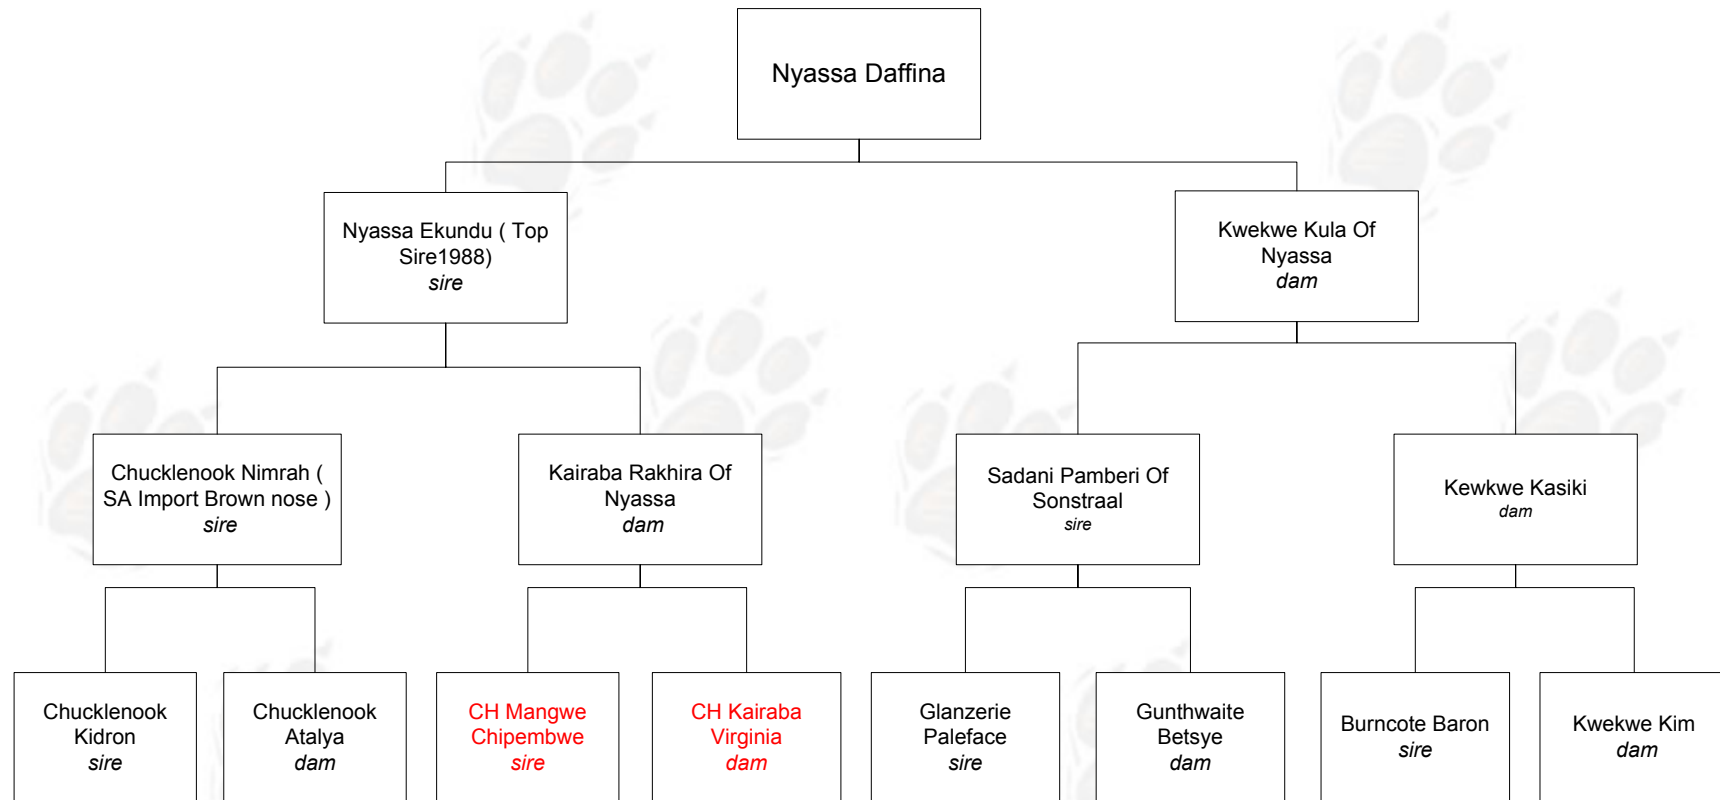 Nyassa Daffina
Nyassa Ekundu ( Top
Sire1988)
sire
Kwekwe Kula Of
Nyassa
dam
Chucklenook Nimrah (
SA Import Brown nose )
sire
Kairaba Rakhira Of
Nyassa
dam
Sadani Pamberi Of
Sonstraal
sire
Kewkwe Kasiki
dam
Chucklenook
Kidron
sire
Chucklenook
Atalya
dam
CH Mangwe
Chipembwe
sire
CH Kairaba
Virginia
dam
Glanzerie
Paleface
sire
Gunthwaite
Betsye
dam
Burncote Baron
sire
Kwekwe Kim
dam